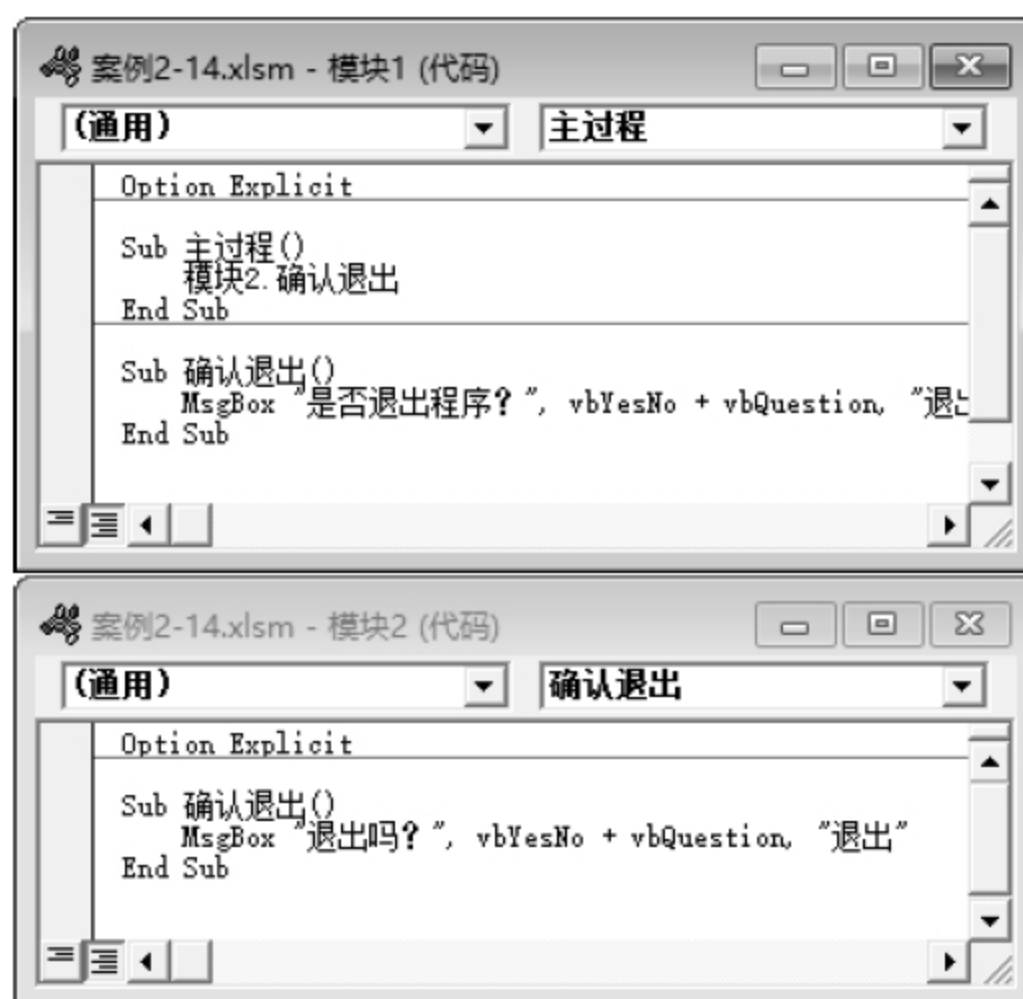 案例2-14.xlsm - 模块1 (代码)
(通用) 主过程
Option Explicit
Sub 主过程()
模块2.确认退出
End Sub
Sub 确认退出()
MsgBox "是否退出程序？", vbYesNo + vbQuestion, "退出
End Sub
案例2-14.xlsm - 模块2 (代码)
(通用) 确认退出
Option Explicit
Sub 确认退出()
MsgBox "退出吗？", vbYesNo + vbQuestion, "退出"
End Sub